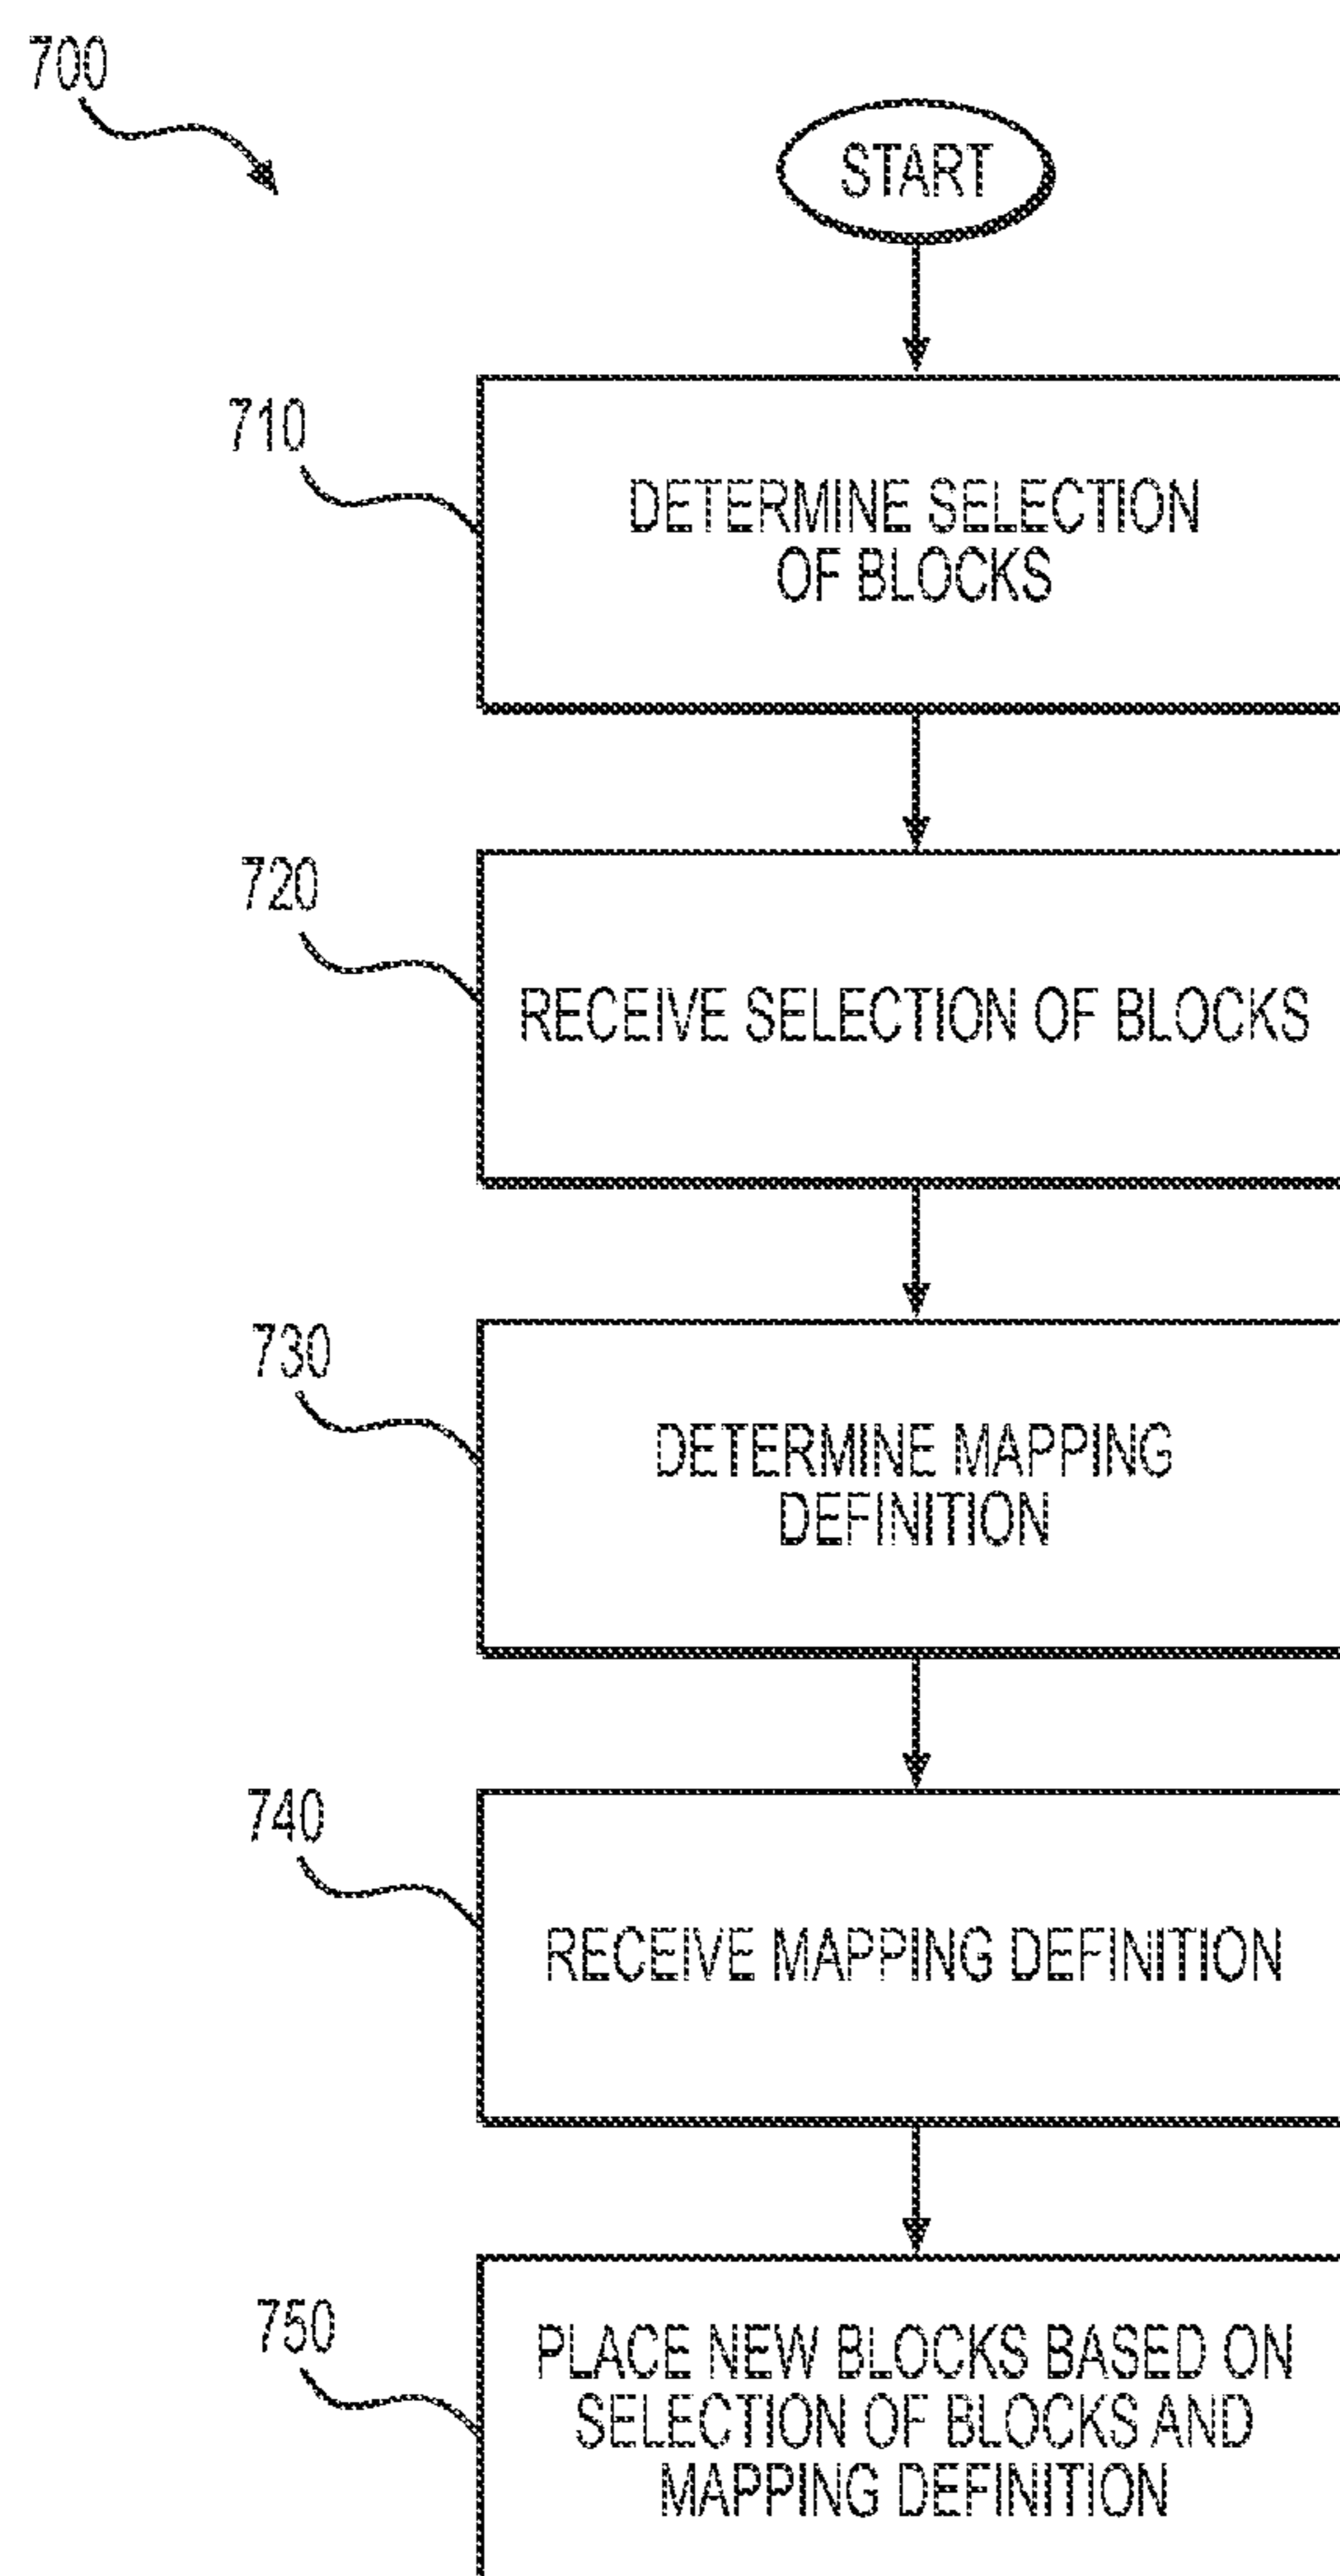 700
START
710
DETERMINE SELECTION
OF BLOCKS
720
RECEIVE SELECTION OF BLOCKS
730
DETERMINE MAPPING
DEFINITION
740
RECEIVE MAPPING DEFINITION
750
PLACE NEW BLOCKS BASED ON
SELECTION OF BLOCKS AND
MAPPING DEFINITION